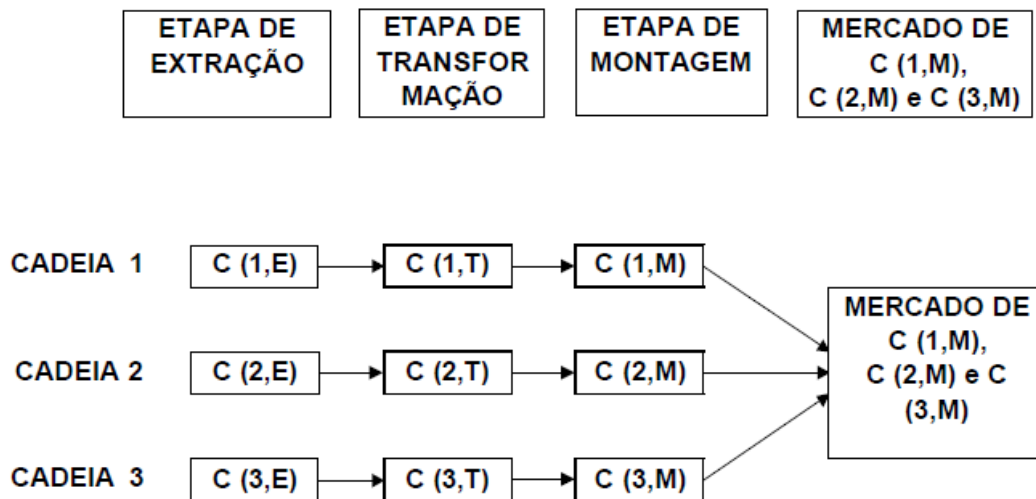 ETAPA DE
EXTRAÇÃO
ETAPA DE
TRANSFOR
MAÇÃO
ETAPA DE
MONTAGEM
MERCADO DE
C (1,M),
C (2,M) e C (3,M)
CADEIA 1
C (1,E)
C (1,T)
C (1,M)
CADEIA 2
C (2,E)
C (2,T)
C (2,M)
CADEIA 3
C (3,E)
C (3,T)
C (3,M)
MERCADO DE
C (1,M),
C (2,M) e C
(3,M)